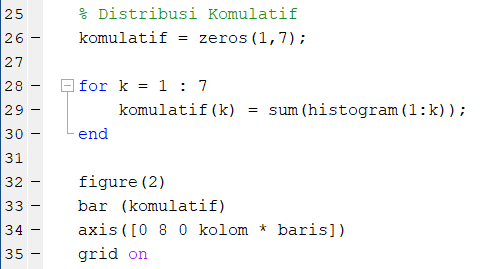 25 % Distribusi Komulatif
26 – komulatif = zeros(1,7);
27
28 – for k = 1 : 7
29 – komulatif(k) = sum(histogram(1:k));
30 – end
31
32 – figure(2)
33 – bar (komulatif)
34 – axis([0 8 0 kolom * baris])
35 – grid on